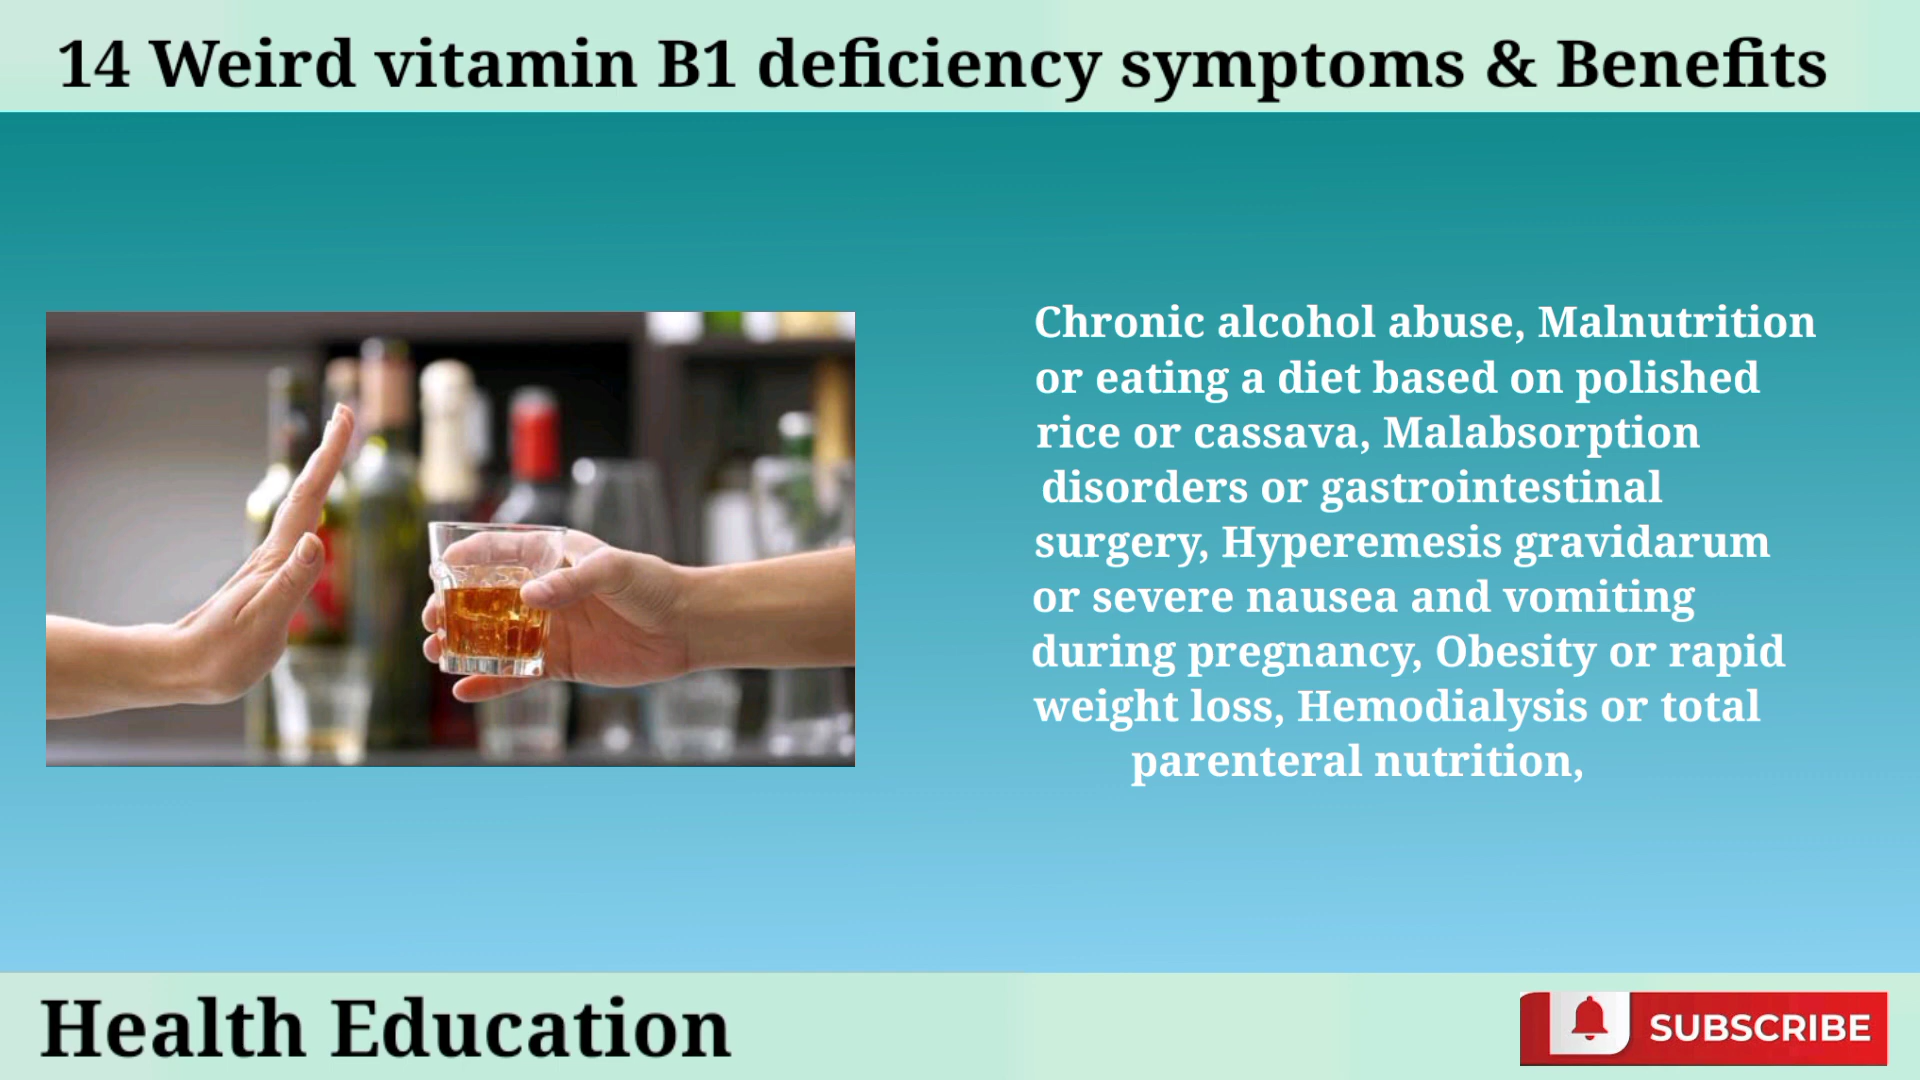 14 Weird vitamin B1 deficiency symptoms & Benefits
Chronic alcohol abuse, Malnutrition
or eating a diet based on polished
rice or cassava, Malabsorption
disorders or gastrointestinal
surgery, Hyperemesis gravidarum
or severe nausea and vomiting
during pregnancy, Obesity or rapid
weight loss, Hemodialysis or total
parenteral nutrition,
Health Education
SUBSCRIBE